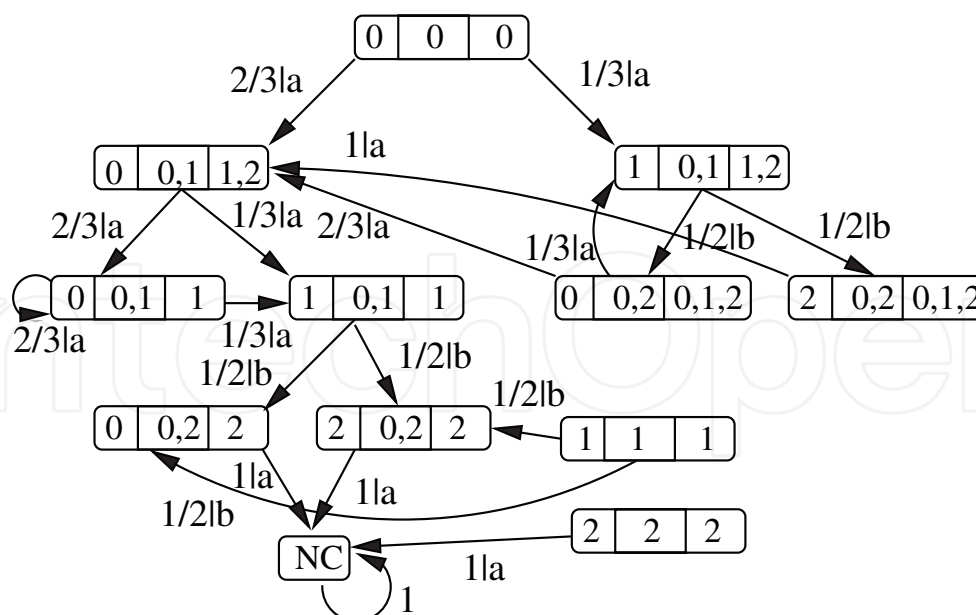 0 0 0
2/3|a 1/3|a
1|a
0 0,1 1,2
1 0,1 1,2
2/3|a 1/3|a 2/3|a 1/3|a 1/2|b 1/2|b
0 0,1 1
1 0,1 1
0 0,2 0,1,2
2 0,2 0,1,2
2/3|a 1/3|a
1/2|b 1/2|b 1/2|b
0 0,2 2
2 0,2 2
1 1 1
1|a 1|a
1/2|b
2 2 2
NC
1|a
1
ntechOpe